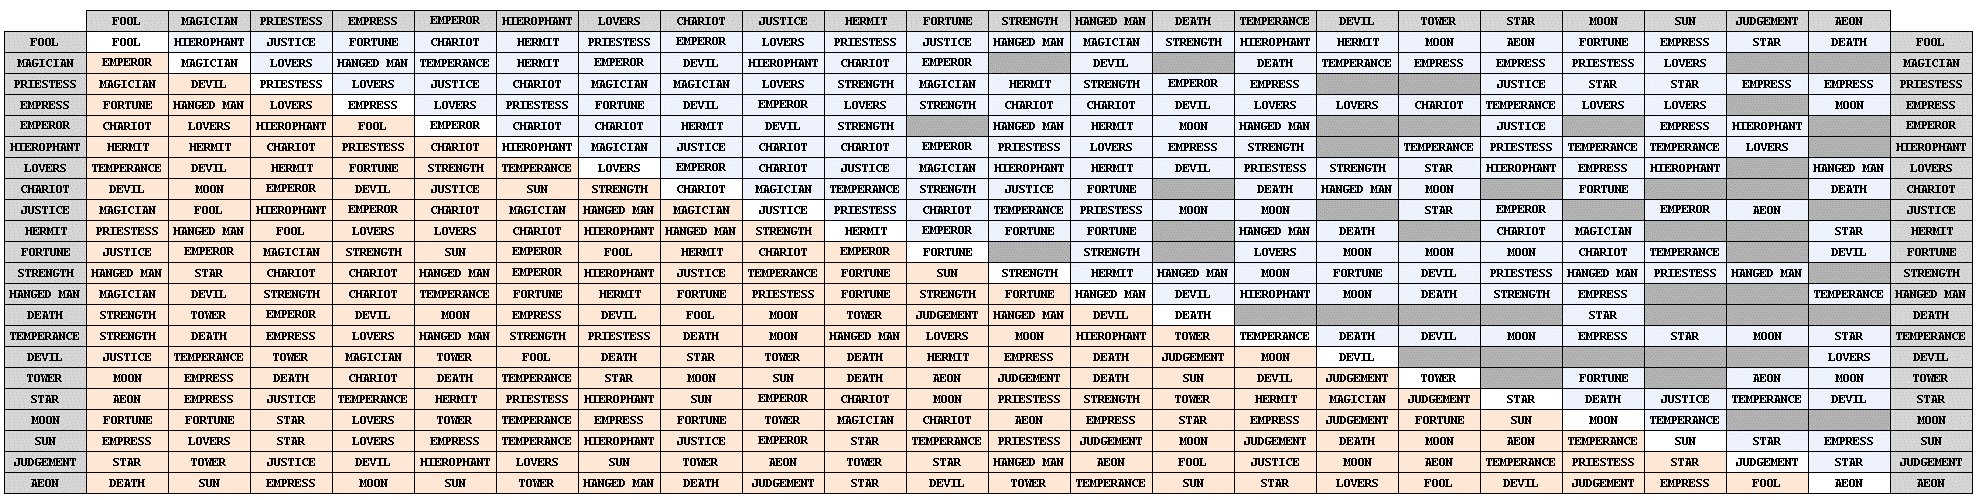 FOOL MAGICIAN PRIESTESS EMPRESS EMPEROR HIEROPHANT LOVERS CHARIOT JUSTICE HERMIT FORTUNE STRENGTH HANGED MAN DEATH TEMPERANCE DEVIL TOWER STAR MOON SUN JUDGEMENT AEON
FOOL FOOL HIEROPHANT JUSTICE FORTUNE CHARIOT HERMIT PRIESTESS EMPEROR LOVERS PRIESTESS JUSTICE HANGED MAN MAGICIAN STRENGTH HIEROPHANT HERMIT MOON AEON FORTUNE EMPRESS STAR DEATH FOOL
MAGICIAN EMPEROR MAGICIAN LOVERS HANGED MAN TEMPERANCE HERMIT EMPEROR DEVIL HIEROPHANT CHARIOT EMPEROR DEVIL DEATH TEMPERANCE EMPRESS EMPRESS PRIESTESS LOVERS MAGICIAN
PRIESTESS MAGICIAN DEVIL PRIESTESS LOVERS JUSTICE CHARIOT MAGICIAN MAGICIAN LOVERS STRENGTH MAGICIAN HERMIT STRENGTH EMPEROR EMPRESS JUSTICE STAR STAR EMPRESS EMPRESS PRIESTESS
EMPRESS FORTUNE HANGED MAN LOVERS EMPRESS LOVERS PRIESTESS FORTUNE DEVIL EMPEROR LOVERS STRENGTH CHARIOT CHARIOT DEVIL LOVERS LOVERS CHARIOT TEMPERANCE LOVERS LOVERS MOON EMPRESS
EMPEROR CHARIOT LOVERS HIEROPHANT FOOL EMPEROR CHARIOT CHARIOT HERMIT DEVIL STRENGTH HANGED MAN HERMIT MOON HANGED MAN JUSTICE EMPRESS HIEROPHANT EMPEROR
HIEROPHANT HERMIT HERMIT CHARIOT PRIESTESS CHARIOT HIEROPHANT MAGICIAN JUSTICE CHARIOT CHARIOT EMPEROR PRIESTESS LOVERS EMPRESS STRENGTH TEMPERANCE PRIESTESS TEMPERANCE TEMPERANCE LOVERS HIEROPHANT
LOVERS TEMPERANCE DEVIL HERMIT FORTUNE STRENGTH TEMPERANCE LOVERS EMPEROR CHARIOT JUSTICE MAGICIAN HIEROPHANT HERMIT DEVIL PRIESTESS STRENGTH STAR HIEROPHANT EMPRESS HIEROPHANT HANGED MAN LOVERS
CHARIOT DEVIL MOON EMPEROR DEVIL JUSTICE SUN STRENGTH CHARIOT MAGICIAN TEMPERANCE STRENGTH JUSTICE FORTUNE DEATH HANGED MAN MOON FORTUNE DEATH CHARIOT
JUSTICE MAGICIAN FOOL HIEROPHANT EMPEROR CHARIOT MAGICIAN HANGED MAN MAGICIAN JUSTICE PRIESTESS CHARIOT TEMPERANCE PRIESTESS MOON MOON STAR EMPEROR EMPEROR AEON JUSTICE
HERMIT PRIESTESS HANGED MAN FOOL LOVERS LOVERS CHARIOT HIEROPHANT HANGED MAN STRENGTH HERMIT EMPEROR FORTUNE FORTUNE HANGED MAN DEATH CHARIOT MAGICIAN STAR HERMIT
FORTUNE JUSTICE EMPEROR MAGICIAN STRENGTH SUN EMPEROR FOOL HERMIT CHARIOT EMPEROR FORTUNE STRENGTH LOVERS MOON MOON MOON CHARIOT TEMPERANCE DEVIL FORTUNE
STRENGTH HANGED MAN STAR CHARIOT CHARIOT HANGED MAN EMPEROR HIEROPHANT JUSTICE TEMPERANCE FORTUNE SUN STRENGTH HERMIT HANGED MAN MOON FORTUNE DEVIL PRIESTESS HANGED MAN PRIESTESS HANGED MAN STRENGTH
HANGED MAN MAGICIAN DEVIL STRENGTH CHARIOT TEMPERANCE FORTUNE HERMIT FORTUNE PRIESTESS FORTUNE STRENGTH FORTUNE HANGED MAN DEVIL HIEROPHANT MOON DEATH STRENGTH EMPRESS TEMPERANCE HANGED MAN
DEATH STRENGTH TOWER EMPEROR DEVIL MOON EMPRESS DEVIL FOOL MOON TOWER JUDGEMENT HANGED MAN DEVIL DEATH STAR DEATH
TEMPERANCE STRENGTH DEATH EMPRESS LOVERS HANGED MAN STRENGTH PRIESTESS DEATH MOON HANGED MAN LOVERS MOON HIEROPHANT TOWER TEMPERANCE DEATH DEVIL MOON EMPRESS STAR MOON STAR TEMPERANCE
DEVIL JUSTICE TEMPERANCE TOWER MAGICIAN TOWER FOOL DEATH STAR TOWER DEATH HERMIT EMPRESS DEATH JUDGEMENT MOON DEVIL LOVERS DEVIL
TOWER MOON EMPRESS DEATH CHARIOT DEATH TEMPERANCE STAR MOON SUN DEATH AEON JUDGEMENT DEATH SUN DEVIL JUDGEMENT TOWER FORTUNE AEON MOON TOWER
STAR AEON EMPRESS JUSTICE TEMPERANCE HERMIT PRIESTESS HIEROPHANT SUN EMPEROR CHARIOT MOON PRIESTESS STRENGTH TOWER HERMIT MAGICIAN JUDGEMENT STAR DEATH JUSTICE TEMPERANCE DEVIL STAR
MOON FORTUNE FORTUNE STAR LOVERS TOWER TEMPERANCE EMPRESS FORTUNE TOWER MAGICIAN CHARIOT AEON EMPRESS STAR EMPRESS JUDGEMENT FORTUNE SUN MOON TEMPERANCE MOON
SUN EMPRESS LOVERS STAR LOVERS EMPRESS TEMPERANCE HIEROPHANT JUSTICE EMPEROR STAR TEMPERANCE PRIESTESS JUDGEMENT MOON JUDGEMENT DEATH MOON AEON TEMPERANCE SUN STAR EMPRESS SUN
JUDGEMENT STAR TOWER JUSTICE DEVIL HIEROPHANT LOVERS SUN TOWER AEON TOWER STAR HANGED MAN AEON FOOL JUSTICE MOON AEON TEMPERANCE PRIESTESS STAR JUDGEMENT STAR JUDGEMENT
AEON DEATH SUN EMPRESS MOON SUN TOWER HANGED MAN DEATH JUDGEMENT STAR DEVIL TOWER TEMPERANCE SUN STAR LOVERS FOOL DEVIL JUDGEMENT EMPRESS FOOL AEON AEON